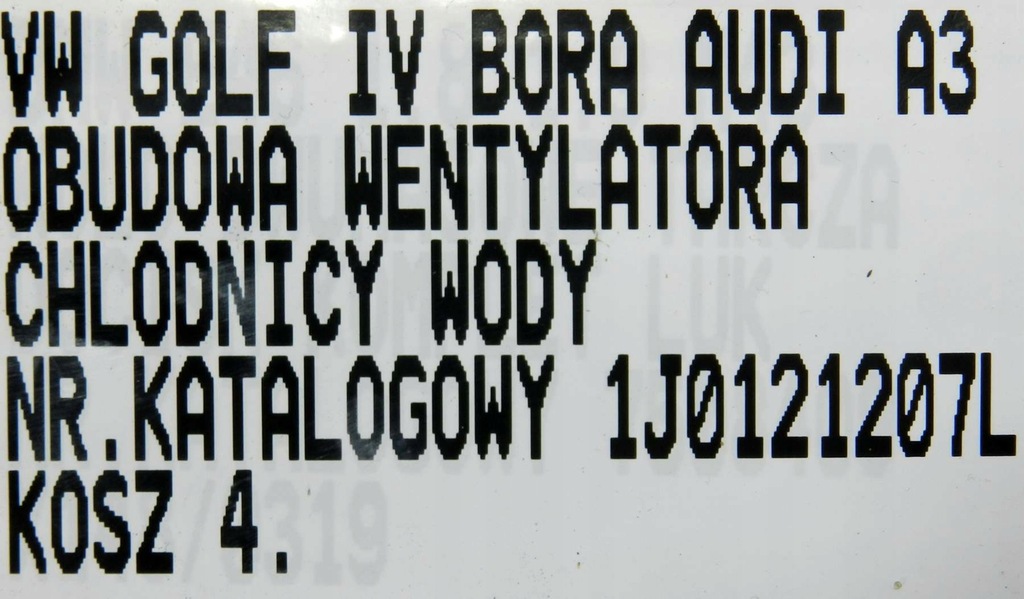 VW GOLF IV BORA AUDI A3
OBUDOWA WENTYLATORA
CHLODNICY WODY
NR.KATALOGOWY 1J0121207L
KOSZ 4.